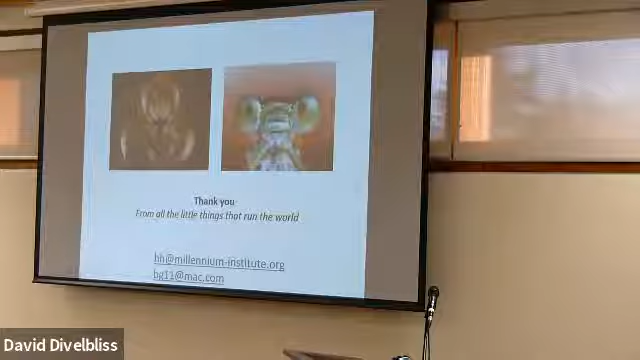 Thank you
From all the little things that run the world
hh@millennium-institute.org
bg11@mac.com
David Divelbliss